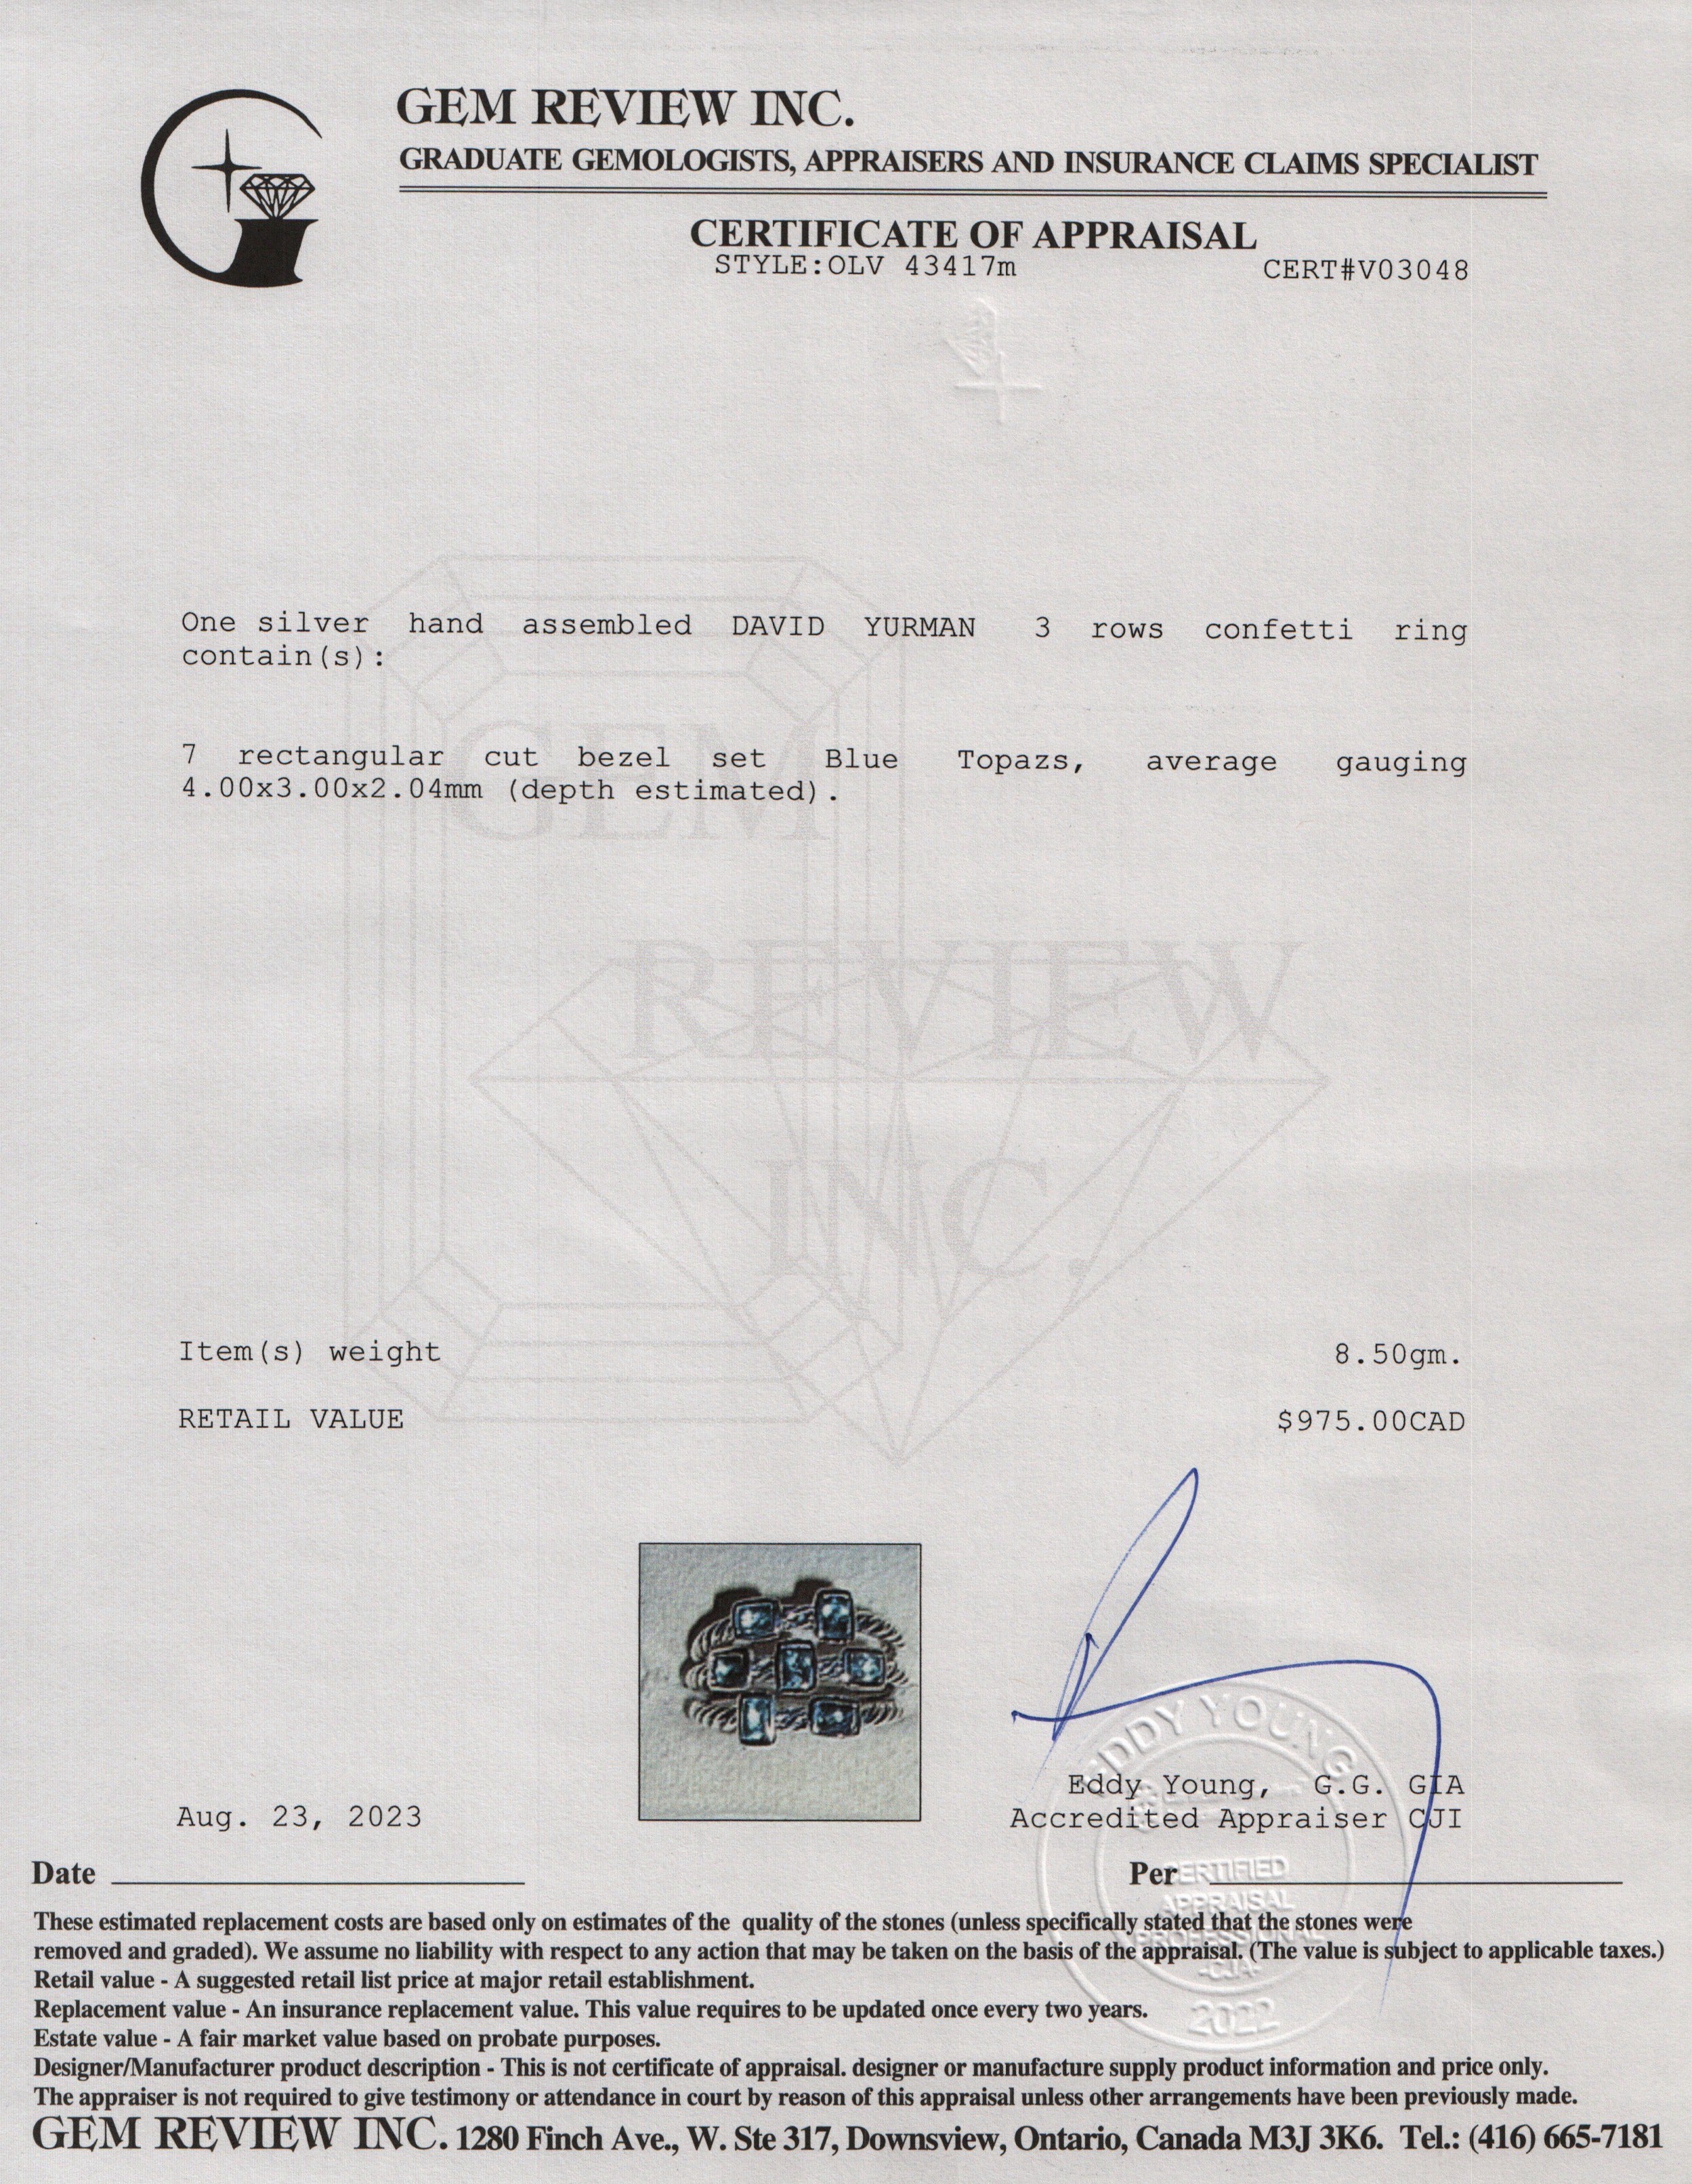 GEM REVIEW INC.
GRADUATE GEMOLOGISTS, APPRAISERS AND INSURANCE CLAIMS SPECIALIST
CERTIFICATE OF APPRAISAL
STYLE:OLV 43417m
CERT#V03048
One silver hand assembled DAVID YURMAN 3 rows confetti ring
contain(s):
7 rectangular cut bezel set Blue Topazs, average gauging
4.00x3.00x2.04mm (depth estimated).
GEM
REVIEW
INC.
Item(s) weight 8.50gm.
RETAIL VALUE $975.00CAD
EDDY YOUNG
Eddy Young, G.G. GIA
Aug. 23, 2023
Accredited Appraiser CJI
Date
Per
CERTIFIED
APPRAISAL
PROFESSIONAL
-CJA-
2022
These estimated replacement costs are based only on estimates of the quality of the stones (unless specifically stated that the stones were
removed and graded). We assume no liability with respect to any action that may be taken on the basis of the appraisal. (The value is subject to applicable taxes.)
Retail value - A suggested retail list price at major retail establishment.
Replacement value - An insurance replacement value. This value requires to be updated once every two years.
Estate value - A fair market value based on probate purposes.
Designer/Manufacturer product description - This is not certificate of appraisal. designer or manufacture supply product information and price only.
The appraiser is not required to give testimony or attendance in court by reason of this appraisal unless other arrangements have been previously made.
GEM REVIEW INC. 1280 Finch Ave., W. Ste 317, Downsview, Ontario, Canada M3J 3K6. Tel.: (416) 665-7181